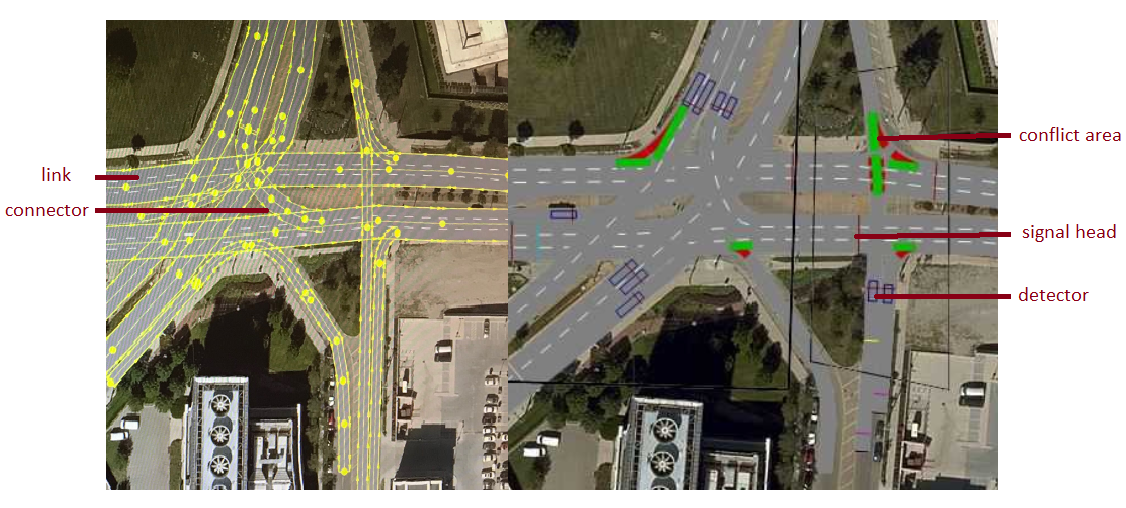 link
connector
conflict area
signal head
detector